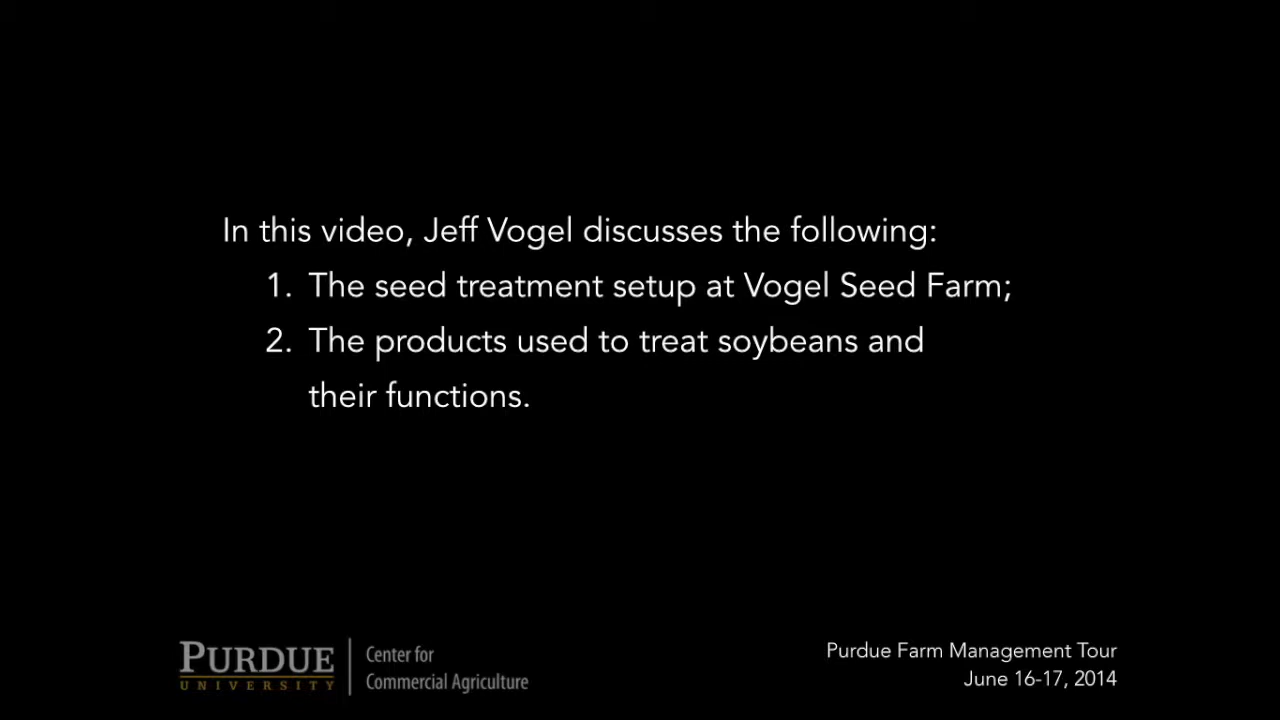 In this video, Jeff Vogel discusses the following:
1. The seed treatment setup at Vogel Seed Farm;
2. The products used to treat soybeans and
their functions.
PURDUE
UNIVERSITY
Center for
Commercial Agriculture
Purdue Farm Management Tour
June 16-17, 2014